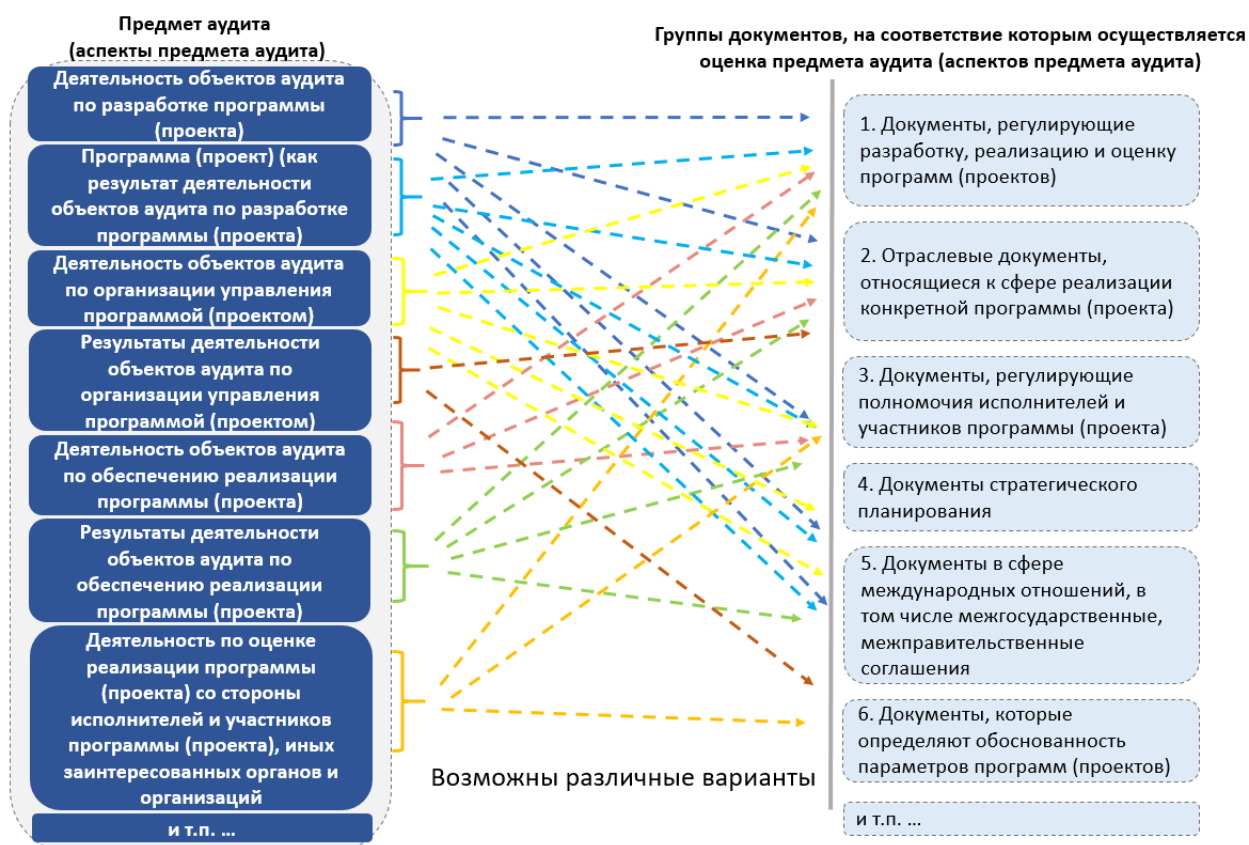 Предмет аудита
(аспекты предмета аудита)
Деятельность объектов аудита
по разработке программы
(проекта)
Программа (проект) (как
результат деятельности
объектов аудита по разработке
программы (проекта)
Деятельность объектов аудита
по организации управления
программой (проектом)
Результаты деятельности
объектов аудита по
организации управления
программой (проектом)
Деятельность объектов аудита
по обеспечению реализации
программы (проекта)
Результаты деятельности
объектов аудита по
обеспечению реализации
программы (проекта)
Деятельность по оценке
реализации программы
(проекта) со стороны
исполнителей и участников
программы (проекта), иных
заинтересованных органов и
организаций
и т.п. ...
Возможны различные варианты
Группы документов, на соответствие которым осуществляется
оценка предмета аудита (аспектов предмета аудита)
1. Документы, регулирующие
разработку, реализацию и оценку
программ (проектов)
2. Отраслевые документы,
относящиеся к сфере реализации
конкретной программы (проекта)
3. Документы, регулирующие
полномочия исполнителей и
участников программы (проекта)
4. Документы стратегического
планирования
5. Документы в сфере
международных отношений, в
том числе межгосударственные,
межправительственные
соглашения
6. Документы, которые
определяют обоснованность
параметров программ (проектов)
и т.п. ...